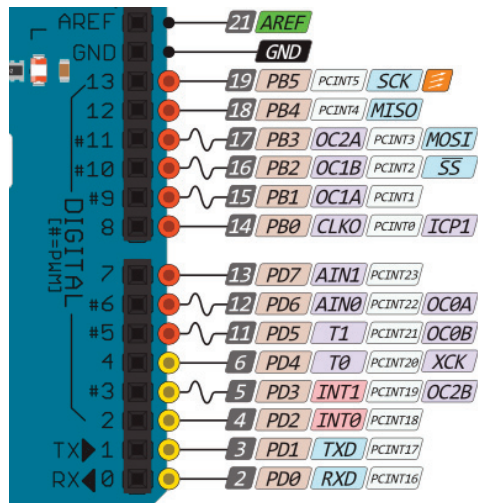 AREF 21 AREF
GND GND
13 19 PB5 PCINT5 SCK
12 18 PB4 PCINT4 MISO
#11 17 PB3 OC2A PCINT3 MOSI
#10 16 PB2 OC1B PCINT2 SS
#9 15 PB1 OC1A PCINT1
8 14 PB0 CLKO PCINT0 ICP1
DIGITAL
[#=PWM]
7 13 PD7 AIN1 PCINT23
#6 12 PD6 AIN0 PCINT22 OC0A
#5 11 PD5 T1 PCINT21 OC0B
4 6 PD4 T0 PCINT20 XCK
#3 5 PD3 INT1 PCINT19 OC2B
2 4 PD2 INT0 PCINT18
TX 1 3 PD1 TXD PCINT17
RX 0 2 PD0 RXD PCINT16